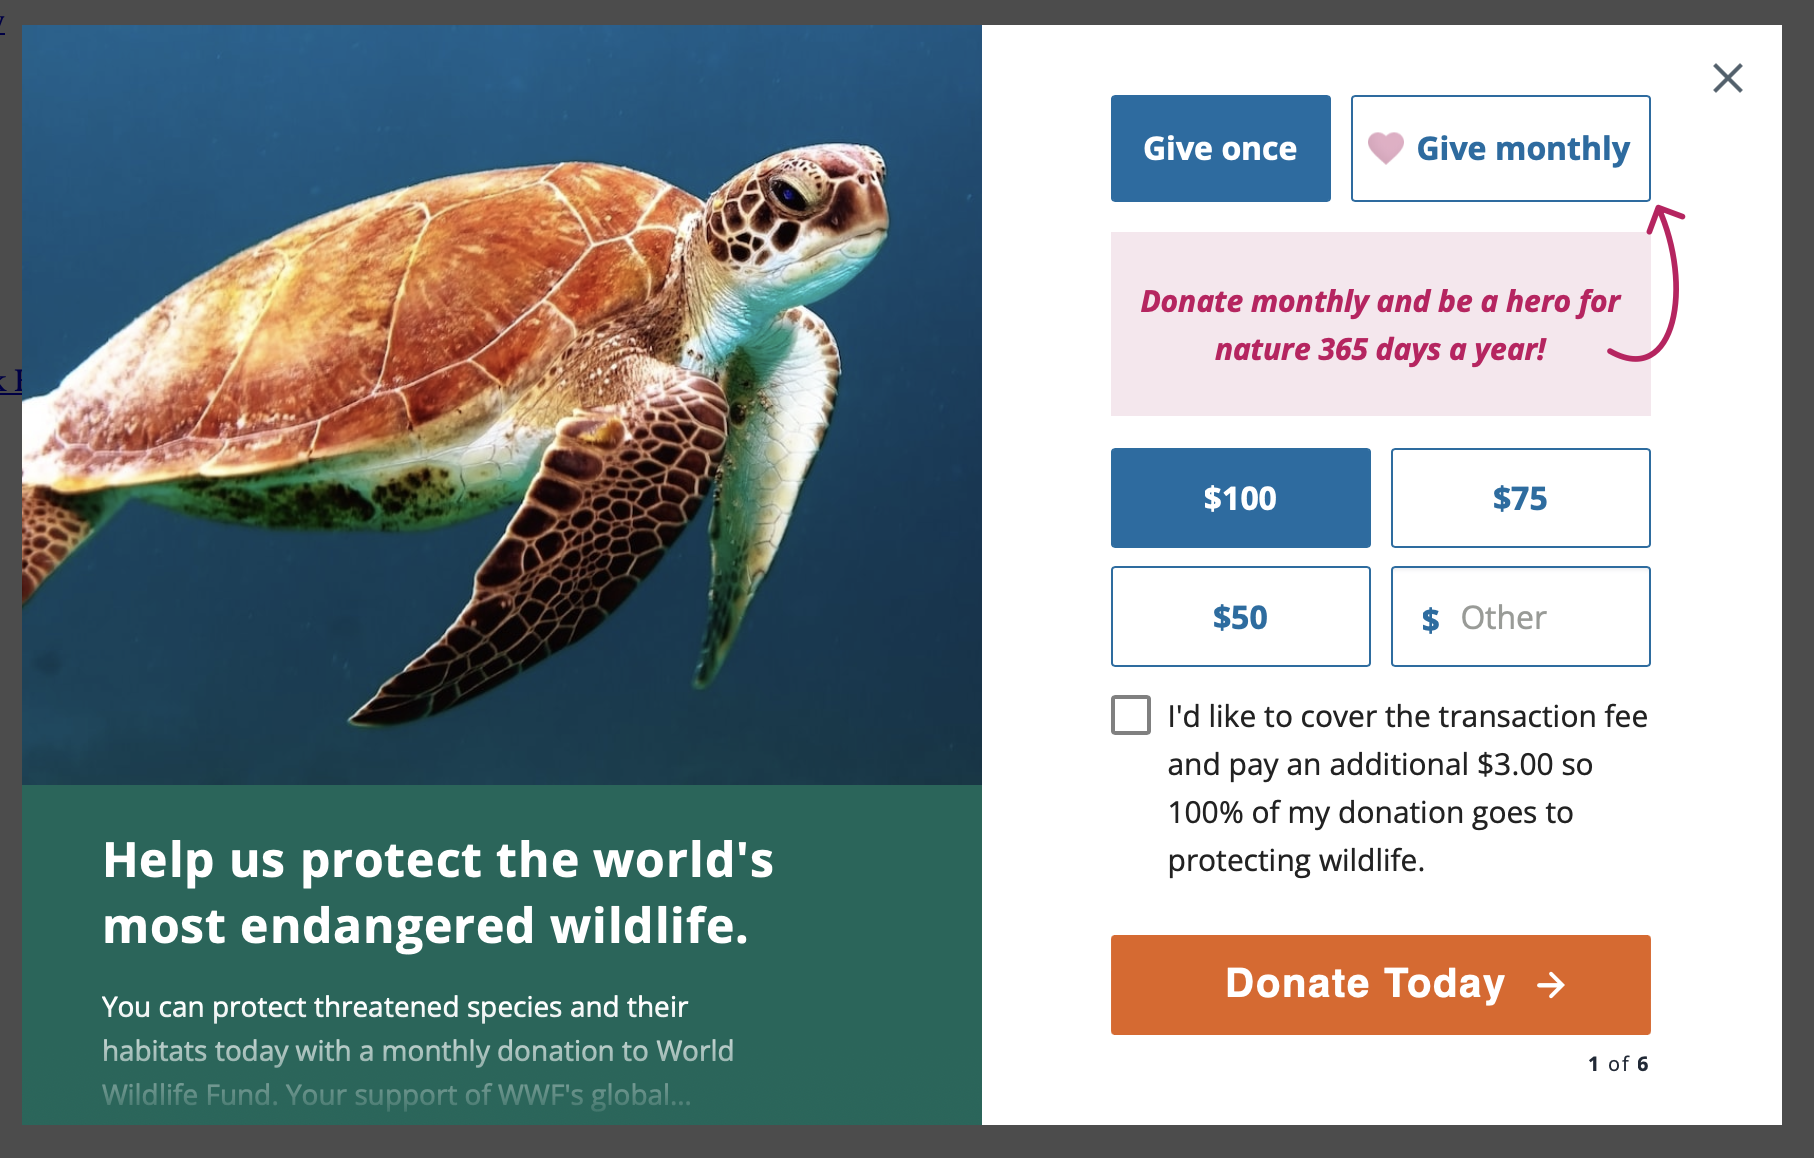 Give once
Give monthly
Donate monthly and be a hero for
nature 365 days a year!
$100
$75
$50
$ Other
I'd like to cover the transaction fee
and pay an additional $3.00 so
100% of my donation goes to
protecting wildlife.
Donate Today →
1 of 6
Help us protect the world's
most endangered wildlife.
You can protect threatened species and their
habitats today with a monthly donation to World
Wildlife Fund. Your support of WWF's global...